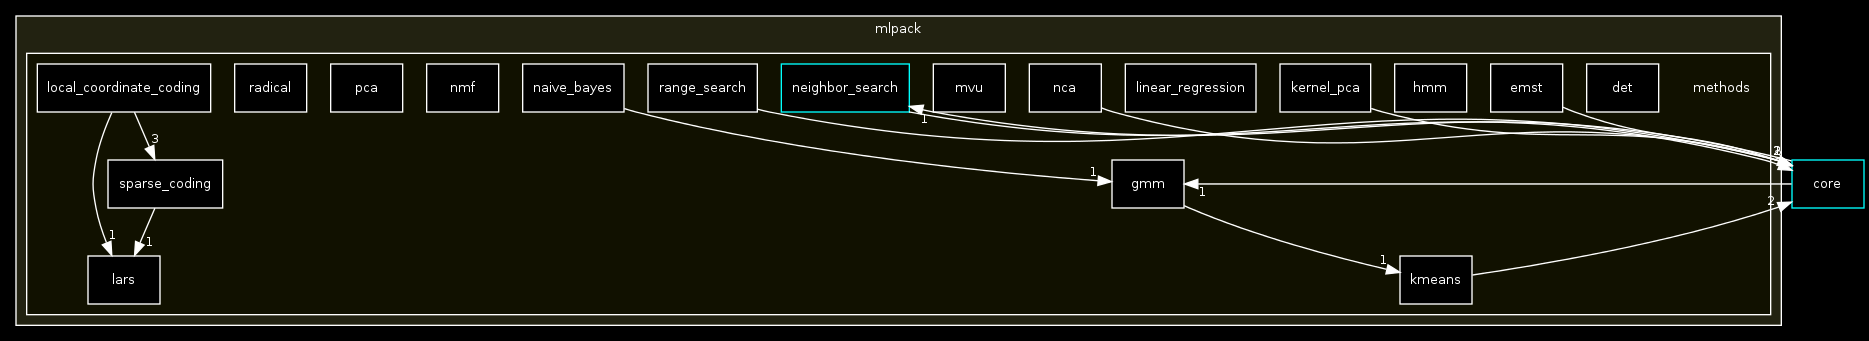 mlpack
local_coordinate_coding
radical
pca
nmf
naive_bayes
range_search
neighbor_search
mvu
nca
linear_regression
kernel_pca
hmm
emst
det
methods
1
3
2
sparse_coding
1
gmm
1
core
2
1
1
lars
1
kmeans